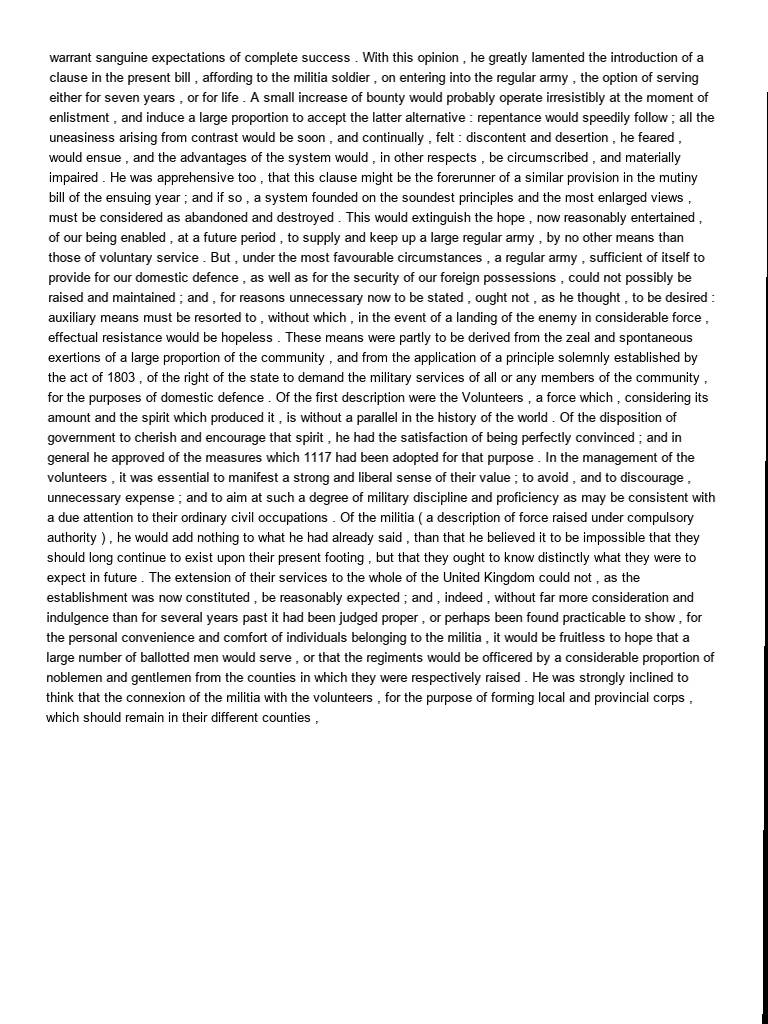 warrant sanguine expectations of complete success . With this opinion , he greatly lamented the introduction of a
clause in the present bill , affording to the militia soldier , on entering into the regular army , the option of serving
either for seven years , or for life . A small increase of bounty would probably operate irresistibly at the moment of
enlistment , and induce a large proportion to accept the latter alternative : repentance would speedily follow ; all the
uneasiness arising from contrast would be soon , and continually , felt : discontent and desertion , he feared ,
would ensue , and the advantages of the system would , in other respects , be circumscribed , and materially
impaired . He was apprehensive too , that this clause might be the forerunner of a similar provision in the mutiny
bill of the ensuing year ; and if so , a system founded on the soundest principles and the most enlarged views ,
must be considered as abandoned and destroyed . This would extinguish the hope , now reasonably entertained ,
of our being enabled , at a future period , to supply and keep up a large regular army , by no other means than
those of voluntary service . But , under the most favourable circumstances , a regular army , sufficient of itself to
provide for our domestic defence , as well as for the security of our foreign possessions , could not possibly be
raised and maintained ; and , for reasons unnecessary now to be stated , ought not , as he thought , to be desired :
auxiliary means must be resorted to , without which , in the event of a landing of the enemy in considerable force ,
effectual resistance would be hopeless . These means were partly to be derived from the zeal and spontaneous
exertions of a large proportion of the community , and from the application of a principle solemnly established by
the act of 1803 , of the right of the state to demand the military services of all or any members of the community ,
for the purposes of domestic defence . Of the first description were the Volunteers , a force which , considering its
amount and the spirit which produced it , is without a parallel in the history of the world . Of the disposition of
government to cherish and encourage that spirit , he had the satisfaction of being perfectly convinced ; and in
general he approved of the measures which 1117 had been adopted for that purpose . In the management of the
volunteers , it was essential to manifest a strong and liberal sense of their value ; to avoid , and to discourage ,
unnecessary expense ; and to aim at such a degree of military discipline and proficiency as may be consistent with
a due attention to their ordinary civil occupations . Of the militia ( a description of force raised under compulsory
authority ) , he would add nothing to what he had already said , than that he believed it to be impossible that they
should long continue to exist upon their present footing , but that they ought to know distinctly what they were to
expect in future . The extension of their services to the whole of the United Kingdom could not , as the
establishment was now constituted , be reasonably expected ; and , indeed , without far more consideration and
indulgence than for several years past it had been judged proper , or perhaps been found practicable to show , for
the personal convenience and comfort of individuals belonging to the militia , it would be fruitless to hope that a
large number of ballotted men would serve , or that the regiments would be officered by a considerable proportion of
noblemen and gentlemen from the counties in which they were respectively raised . He was strongly inclined to
think that the connexion of the militia with the volunteers , for the purpose of forming local and provincial corps ,
which should remain in their different counties ,